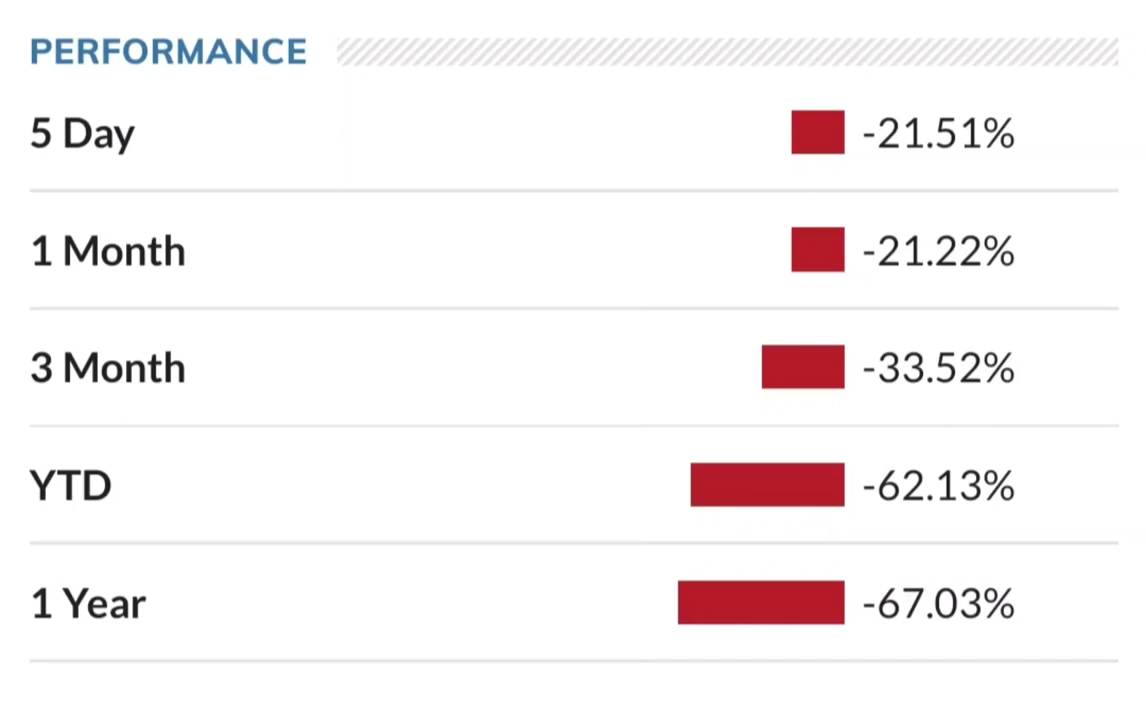 PERFORMANCE
5 Day -21.51%
1 Month -21.22%
3 Month -33.52%
YTD -62.13%
1 Year -67.03%